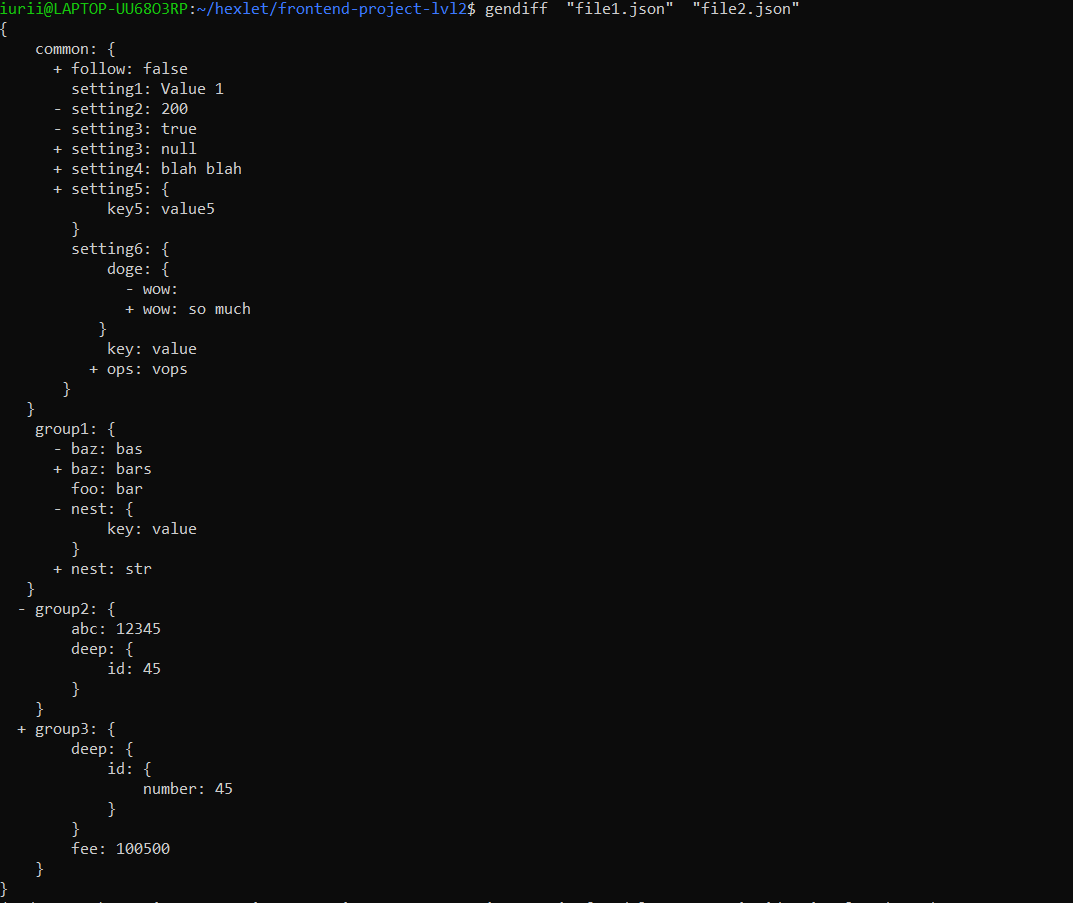 iurii@LAPTOP-UU68O3RP:~/hexlet/frontend-project-lvl2$ gendiff  "file1.json"  "file2.json"
{
    common: {
      + follow: false
        setting1: Value 1
      - setting2: 200
      - setting3: true
      + setting3: null
      + setting4: blah blah
      + setting5: {
            key5: value5
        }
        setting6: {
            doge: {
              - wow:
              + wow: so much
           }
            key: value
          + ops: vops
       }
   }
    group1: {
      - baz: bas
      + baz: bars
        foo: bar
      - nest: {
            key: value
        }
      + nest: str
   }
  - group2: {
        abc: 12345
        deep: {
            id: 45
        }
    }
  + group3: {
        deep: {
            id: {
                number: 45
            }
        }
        fee: 100500
    }
}